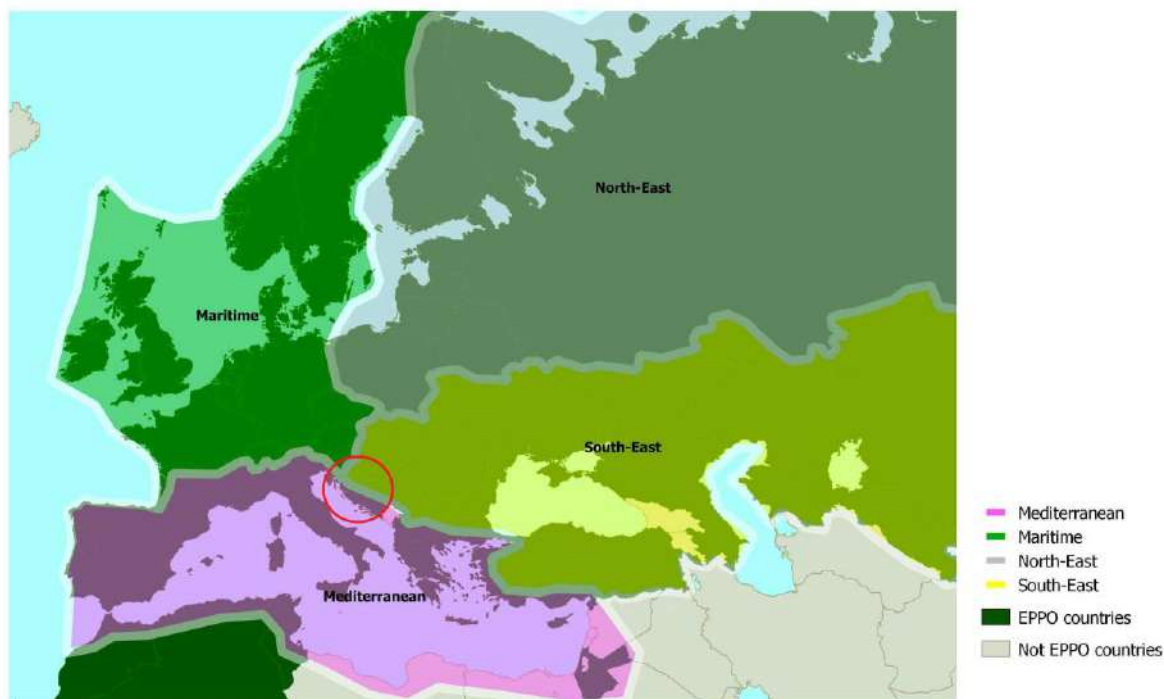 North-East
Maritime
South-East
Mediterranean
Mediterranean
Maritime
North-East
South-East
EPPO countries
Not EPPO countries